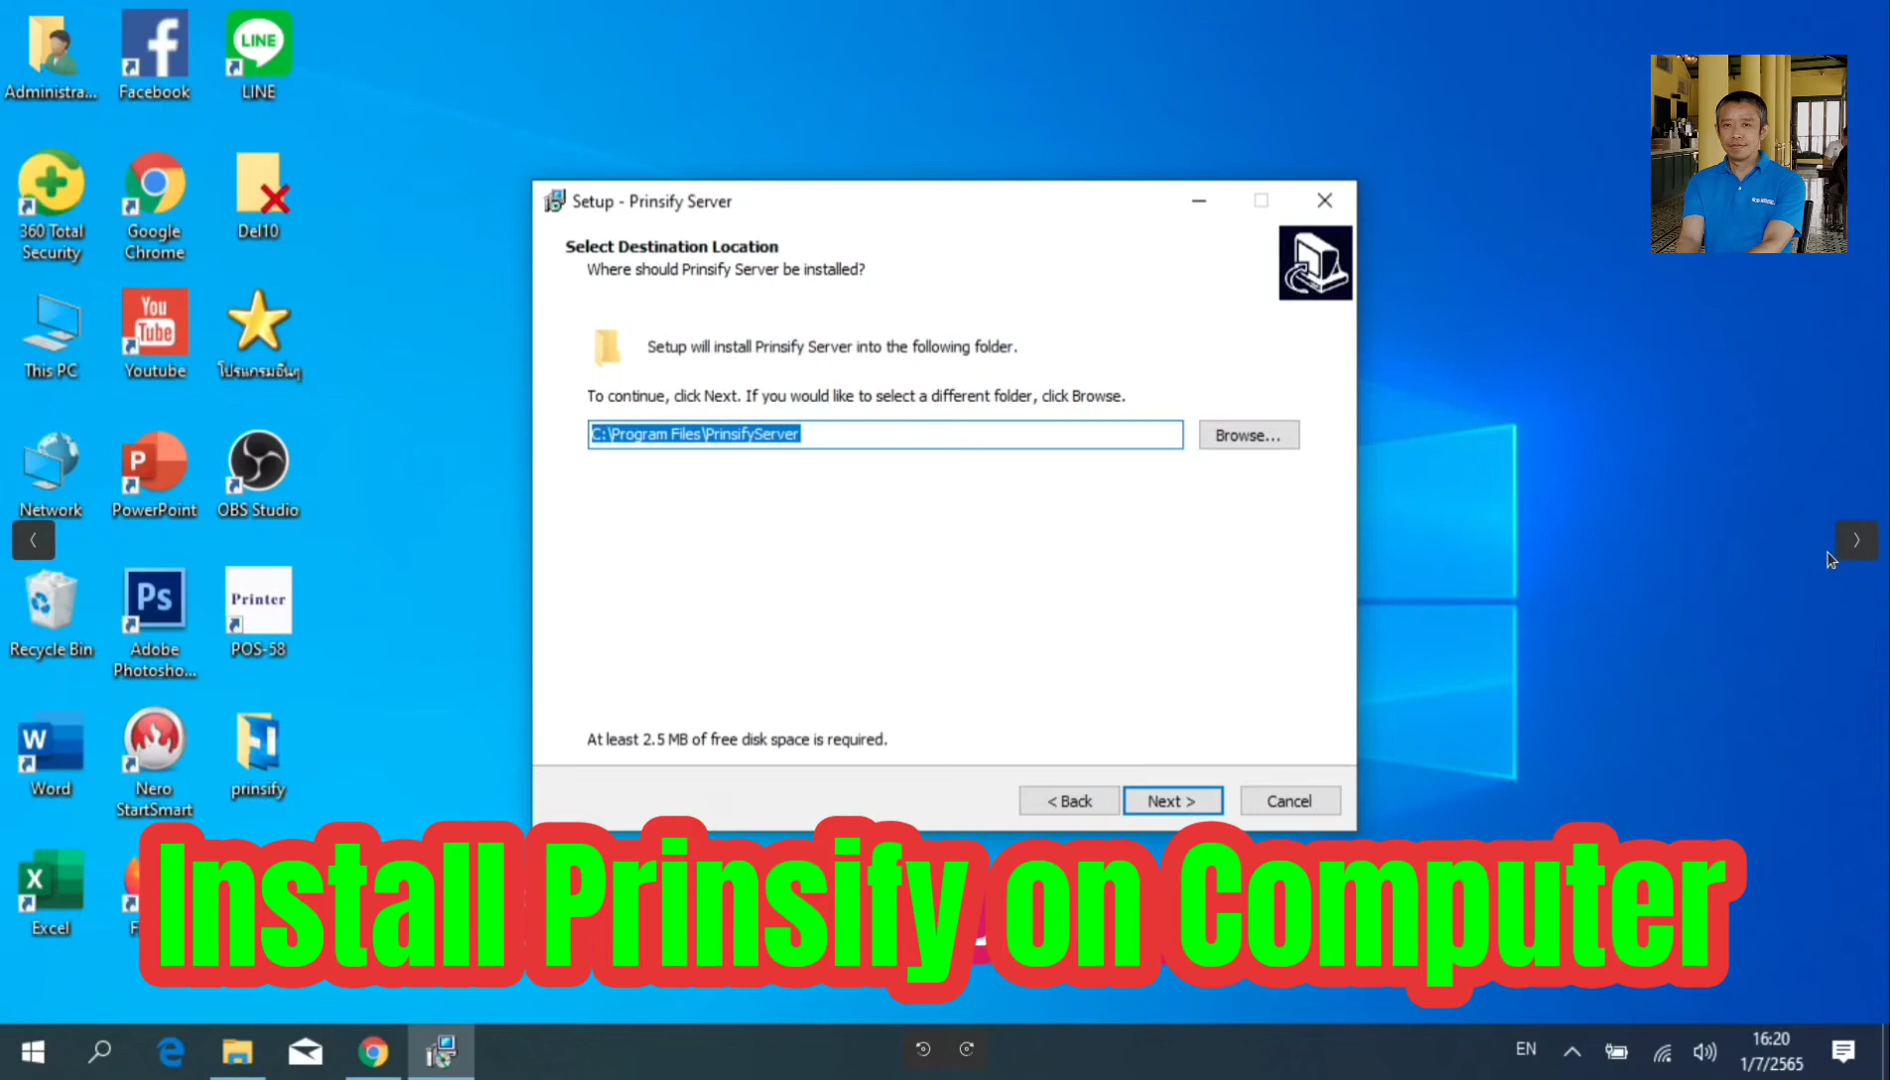 Administra...
Facebook
LINE
LINE
360 Total
Security
Google
Chrome
Del10
This PC
You
Tube
Youtube
โปรแกรมอื่นๆ
Network
P
PowerPoint
OBS Studio
Recycle Bin
Ps
Adobe
Photosho...
Printer
POS-58
W
Word
Nero
StartSmart
prinsify
X
Excel
F
Setup - Prinsify Server
Select Destination Location
Where should Prinsify Server be installed?
Setup will install Prinsify Server into the following folder.
To continue, click Next. If you would like to select a different folder, click Browse.
C:\Program Files\PrinsifyServer
Browse...
At least 2.5 MB of free disk space is required.
< Back
Next >
Cancel
Install Prinsify on Computer
EN
16:20
1/7/2565